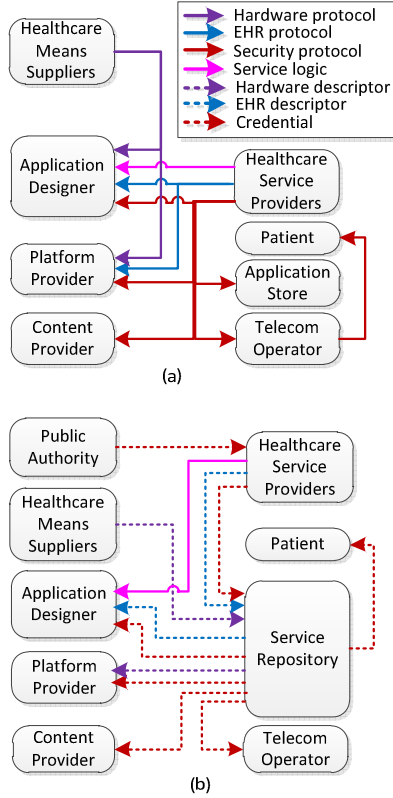 Healthcare
Means
Suppliers
Hardware protocol
EHR protocol
Security protocol
Service logic
Hardware descriptor
EHR descriptor
Credential
Application
Designer
Healthcare
Service
Providers
Patient
Platform
Provider
Application
Store
Content
Provider
Telecom
Operator
(a)
Public
Authority
Healthcare
Service
Providers
Healthcare
Means
Suppliers
Patient
Application
Designer
Service
Repository
Platform
Provider
Content
Provider
Telecom
Operator
(b)